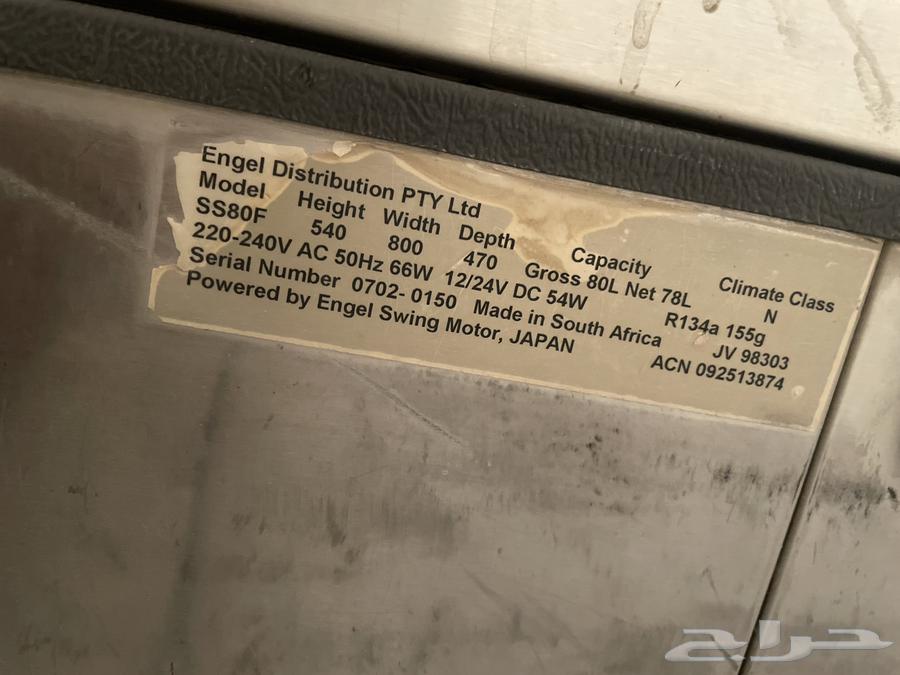 Engel Distribution PTY Ltd
Model Height Width Depth Capacity Climate Class
SS80F 540 800 470 Gross 80L Net 78L N
220-240V AC 50Hz 66W 12/24V DC 54W R134a 155g
Serial Number 0702- 0150 Made in South Africa JV 98303
Powered by Engel Swing Motor, JAPAN ACN 092513874
حراج